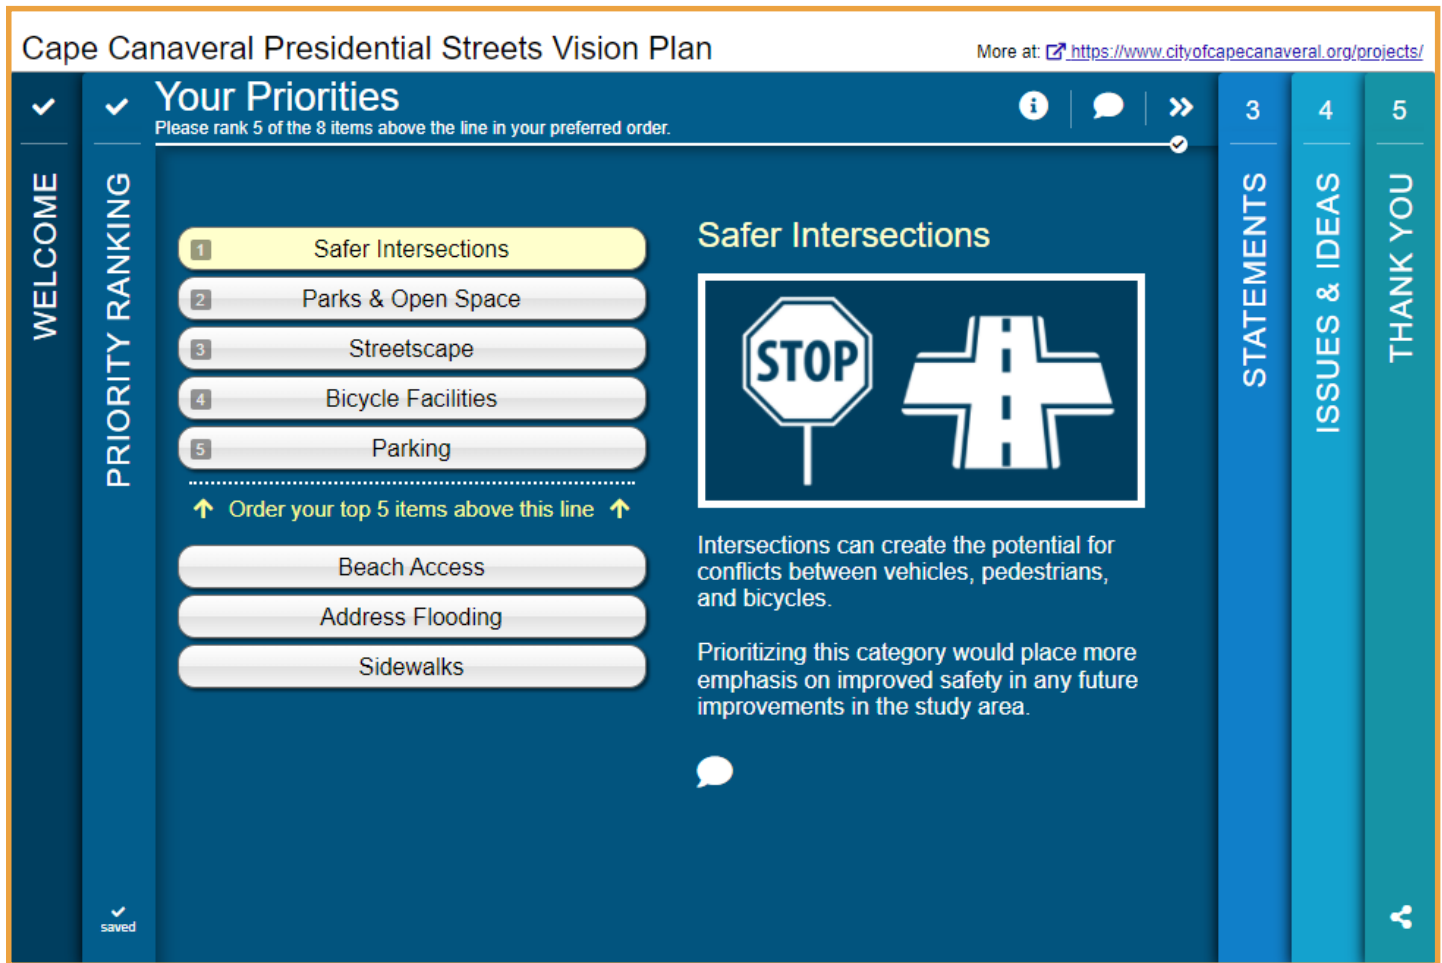 Cape Canaveral Presidential Streets Vision Plan
More at: https://www.cityofcapecanaveral.org/projects/
WELCOME
PRIORITY RANKING
saved
Your Priorities
Please rank 5 of the 8 items above the line in your preferred order.
1 Safer Intersections
2 Parks & Open Space
3 Streetscape
4 Bicycle Facilities
5 Parking
Order your top 5 items above this line
Beach Access
Address Flooding
Sidewalks
Safer Intersections
STOP
Intersections can create the potential for
conflicts between vehicles, pedestrians,
and bicycles.
Prioritizing this category would place more
emphasis on improved safety in any future
improvements in the study area.
3
STATEMENTS
4
ISSUES & IDEAS
5
THANK YOU